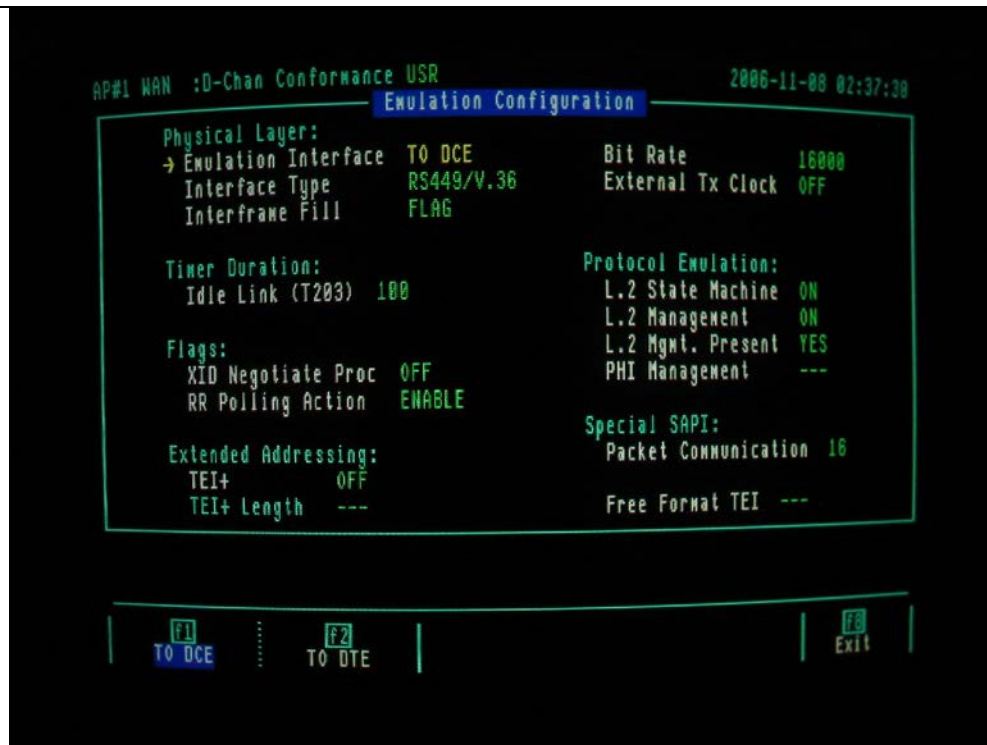 AP#1 WAN :D-Chan Conformance USR 2006-11-08 02:37:38
Emulation Configuration
Physical Layer:
→ Emulation Interface TO DCE
Interface Type RS449/V.36
Interframe Fill FLAG
Bit Rate 16000
External Tx Clock OFF
Timer Duration:
Idle Link (T203) 100
Flags:
XID Negotiate Proc OFF
RR Polling Action ENABLE
Extended Addressing:
TEI+ OFF
TEI+ Length ---
Protocol Emulation:
L.2 State Machine ON
L.2 Management ON
L.2 Mgmt. Present YES
PHI Management ---
Special SAPI:
Packet Communication 16
Free Format TEI ---
f1
TO DCE
f2
TO DTE
f8
Exit